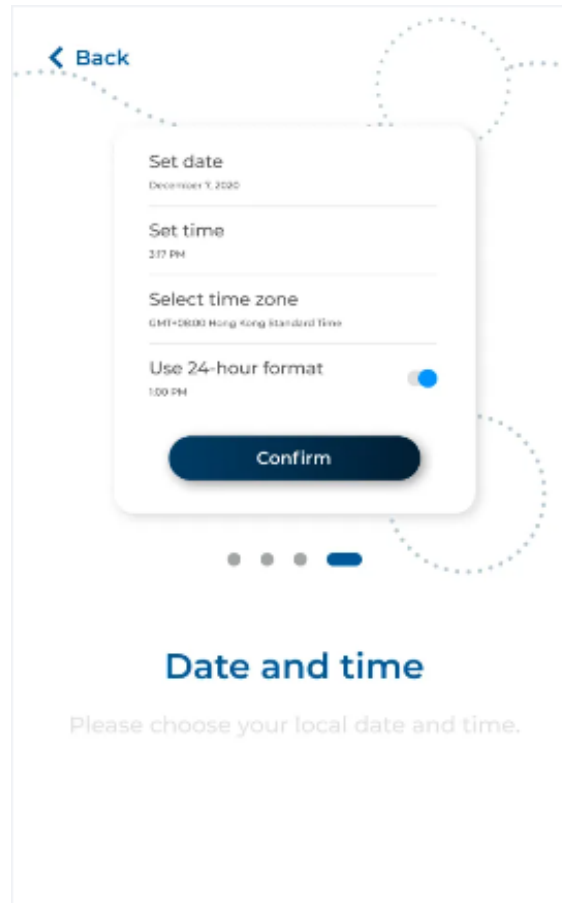 Back
Set date
December 7, 2020
Set time
3:17 PM
Select time zone
GMT+08:00 Hong Kong Standard Time
Use 24-hour format
1:00 PM
Confirm
Date and time
Please choose your local date and time.